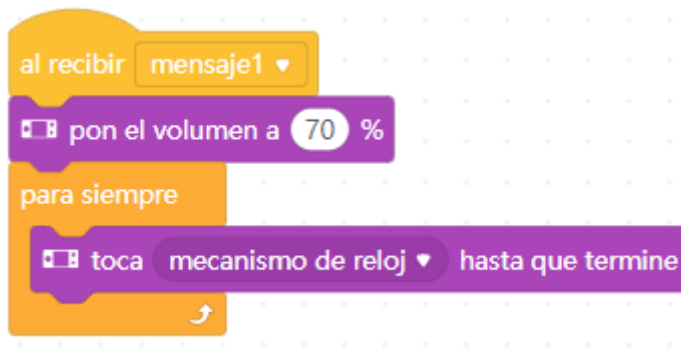 al recibir mensaje1
pon el volumen a 70 %
para siempre
toca mecanismo de reloj hasta que termine